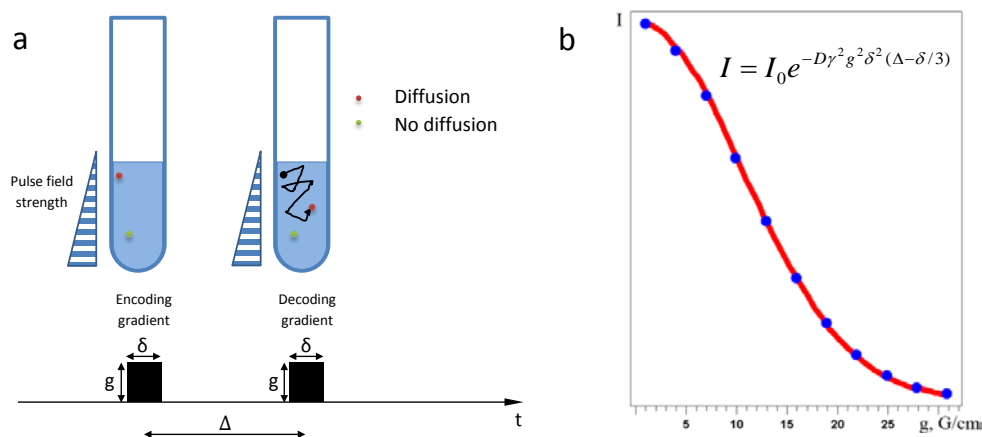 a
Diffusion
No diffusion
Pulse field
strength
Encoding
gradient
Decoding
gradient
δ
δ
g
g
Δ
t
b
I
I = I₀e^{-Dγ²g²δ²(Δ-δ/3)}
5
10
15
20
25
g, G/cm